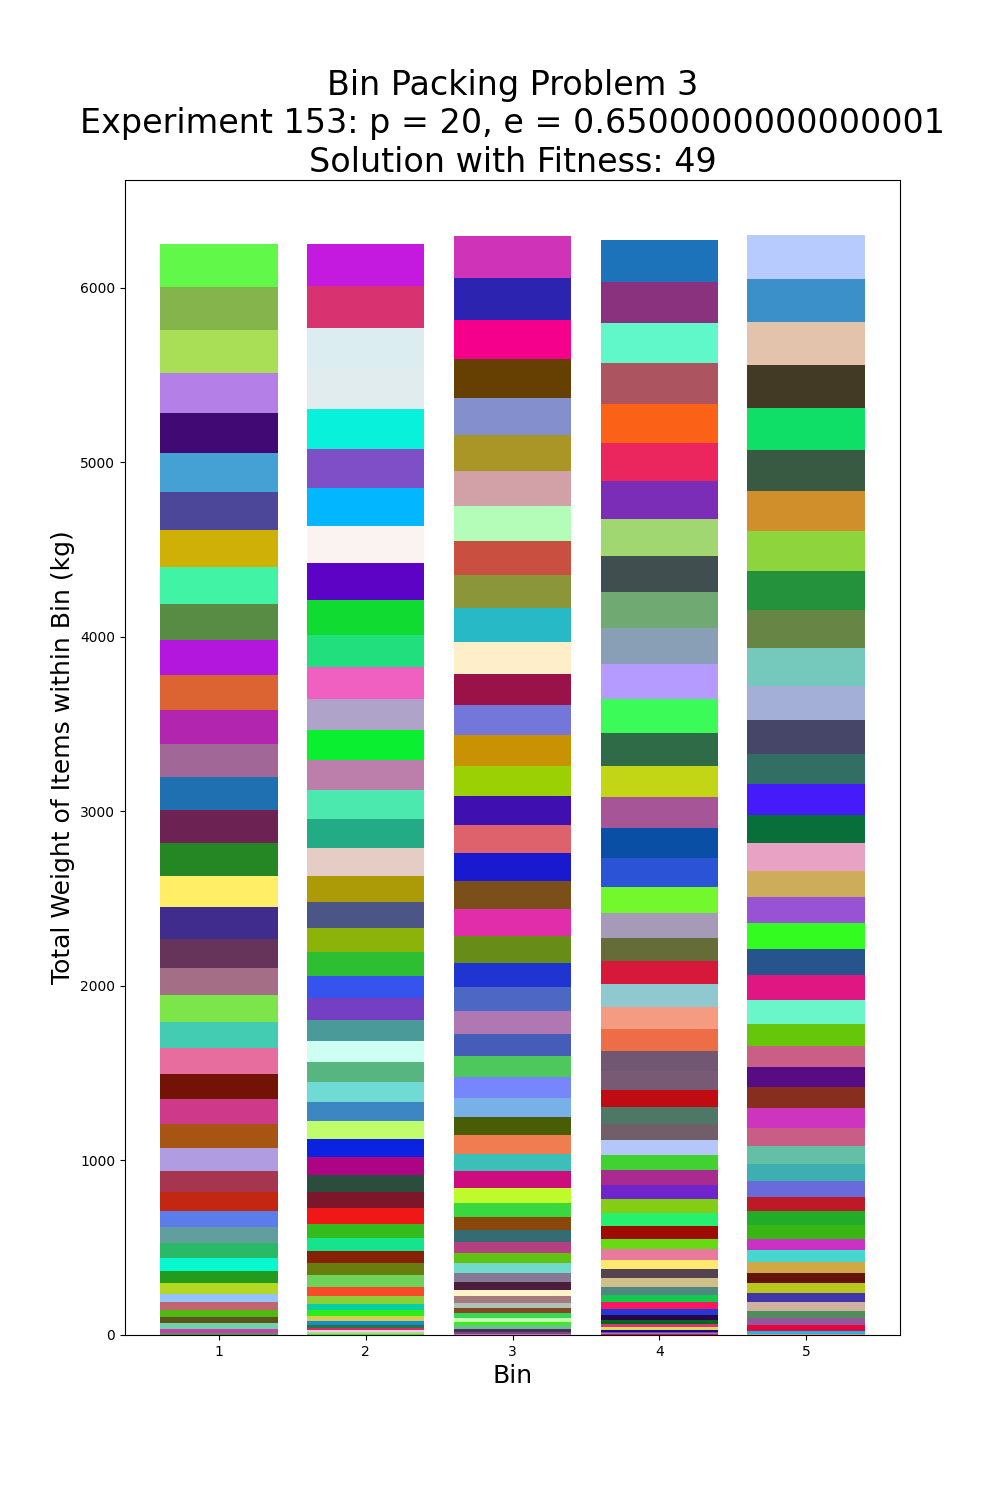 Bin Packing Problem 3
Experiment 153: p = 20, e = 0.6500000000000001
Solution with Fitness: 49
Total Weight of Items within Bin (kg)
6000
5000
4000
3000
2000
1000
0
1 2 3 4 5
Bin